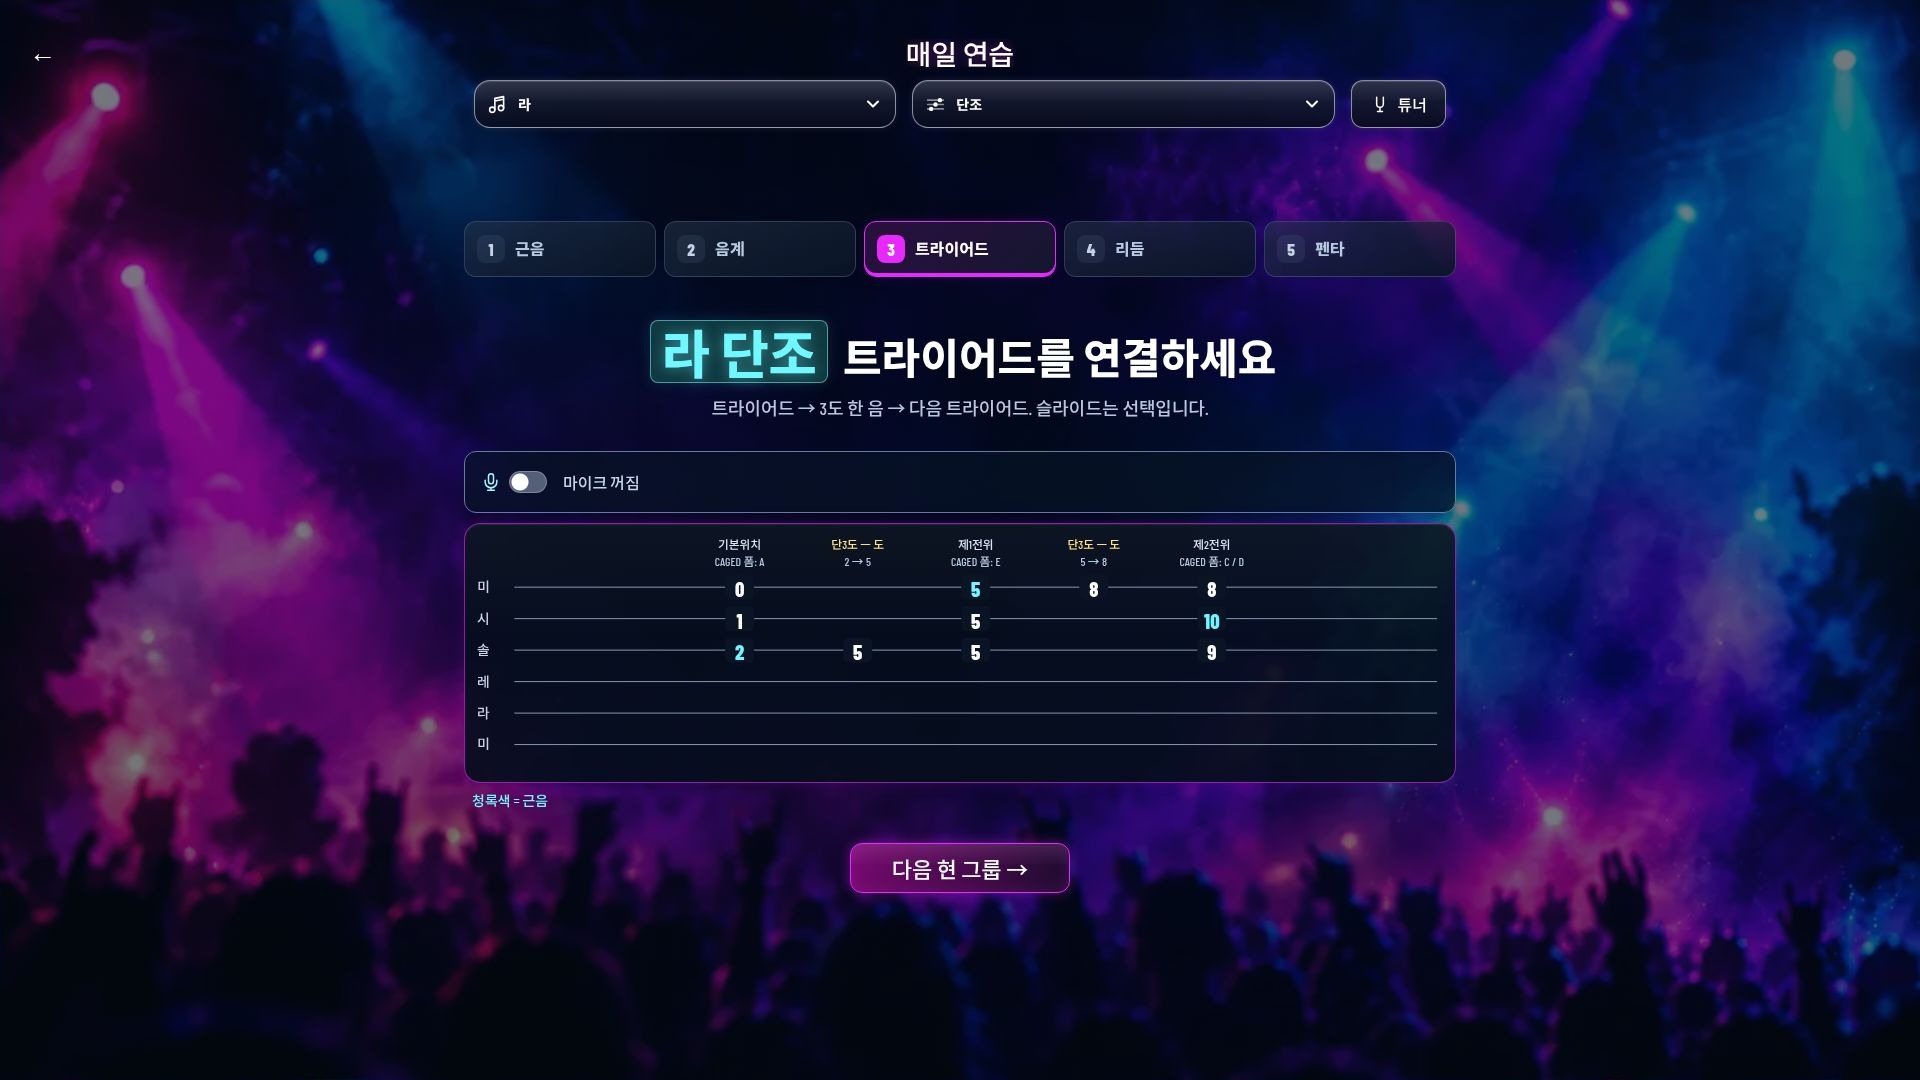 ←
매일 연습
라
단조
튜너
1 근음
2 음계
3 트라이어드
4 리듬
5 펜타
라 단조 트라이어드를 연결하세요
트라이어드 → 3도 한 음 → 다음 트라이어드. 슬라이드는 선택입니다.
마이크 꺼짐
기본위치 단3도 — 도 제1전위 단3도 — 도 제2전위
CAGED 폼: A 2 → 5 CAGED 폼: E 5 → 8 CAGED 폼: C / D
미 0 5 8 8
시 1 5 10
솔 2 5 5 9
레
라
미
청록색 = 근음
다음 현 그룹 →